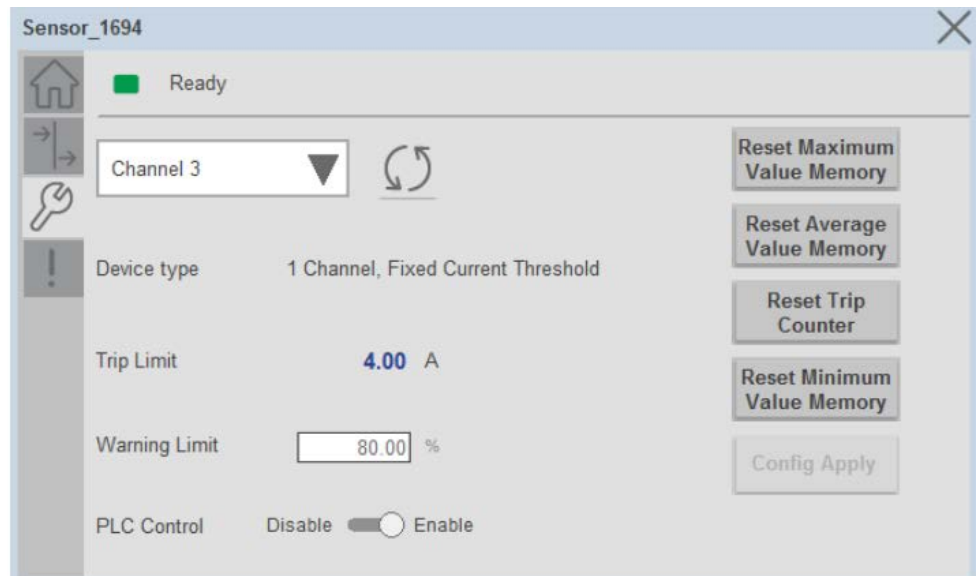 Sensor_1694
Ready
Channel 3
Reset Maximum
Value Memory
Reset Average
Value Memory
Device type 1 Channel, Fixed Current Threshold
Reset Trip
Counter
Trip Limit 4.00 A
Reset Minimum
Value Memory
Warning Limit 80.00 %
Config Apply
PLC Control Disable Enable